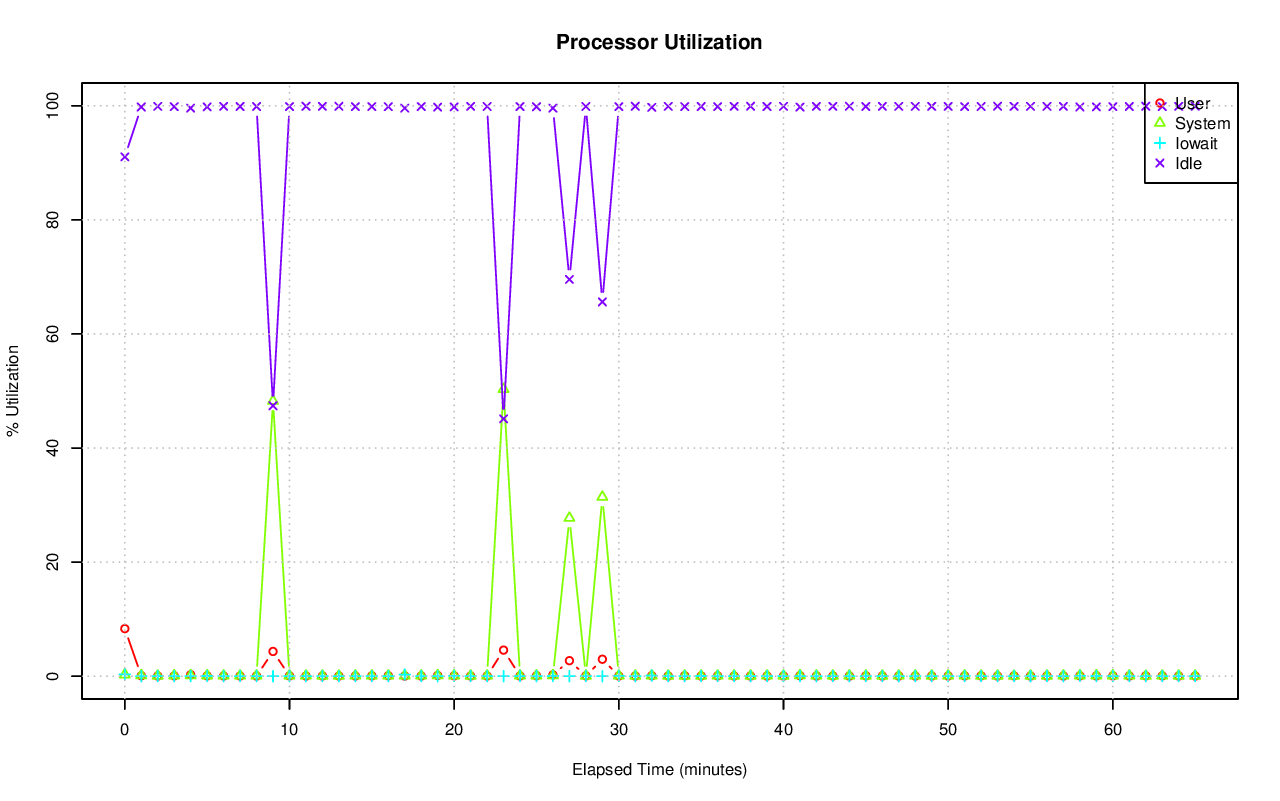 Processor Utilization
100
80
60
40
20
0
% Utilization
User
System
Iowait
Idle
0 10 20 30 40 50 60
Elapsed Time (minutes)